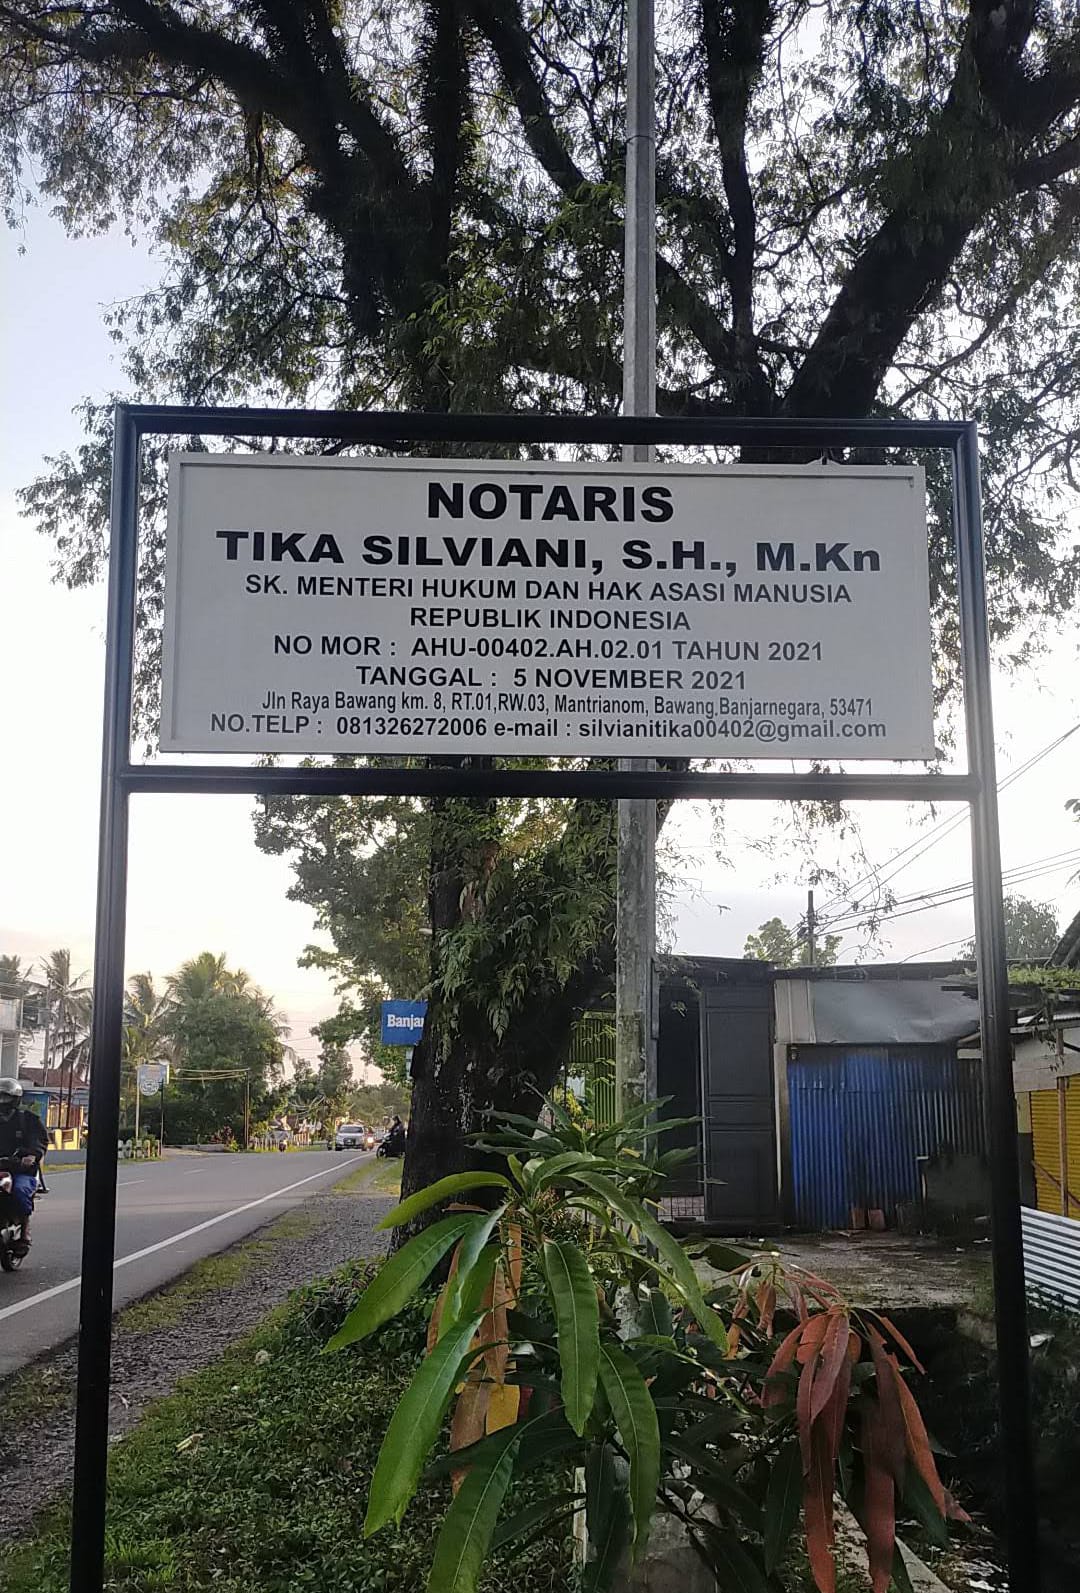 NOTARIS
TIKA SILVIANI, S.H., M.Kn
SK. MENTERI HUKUM DAN HAK ASASI MANUSIA
REPUBLIK INDONESIA
NO MOR : AHU-00402.AH.02.01 TAHUN 2021
TANGGAL : 5 NOVEMBER 2021
Jln Raya Bawang km. 8, RT.01,RW.03, Mantrianom, Bawang,Banjarnegara, 53471
NO.TELP : 081326272006 e-mail : silvianitika00402@gmail.com
Banjar